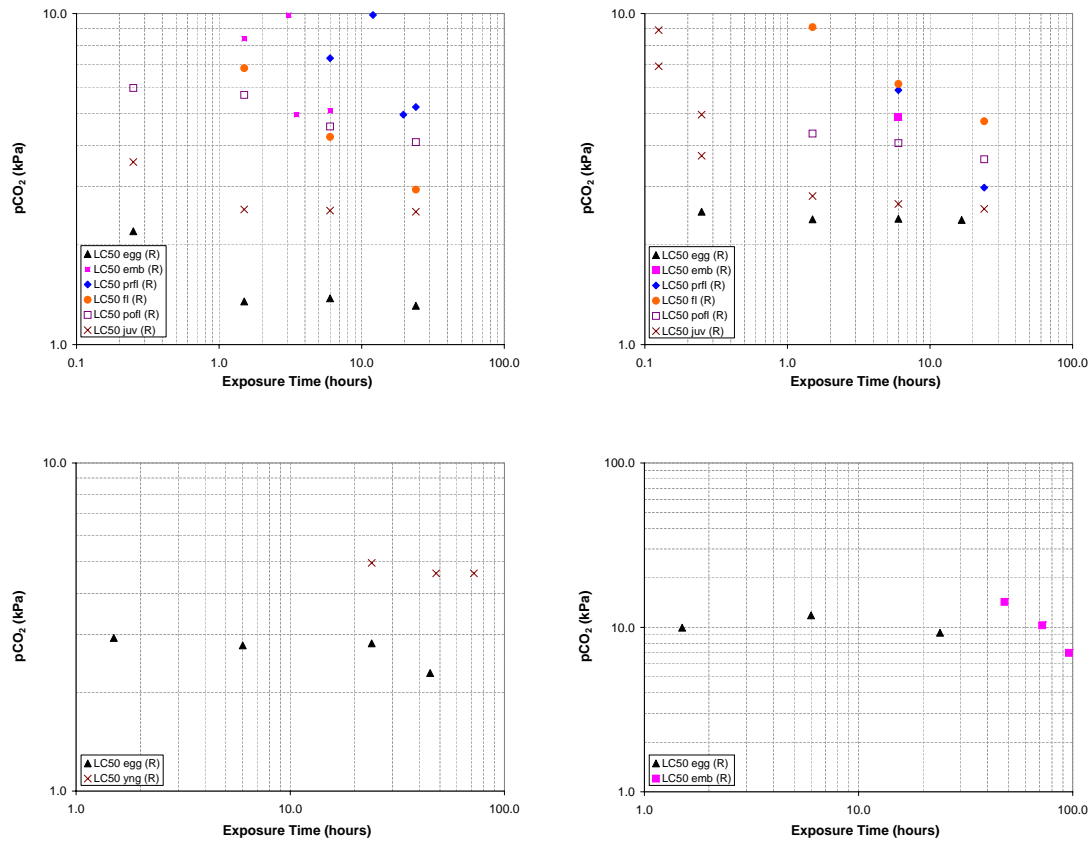 10.0
1.0
pCO2 (kPa)
0.1 1.0 10.0 100.0
Exposure Time (hours)
LC50 egg (R)
LC50 emb (R)
LC50 prfl (R)
LC50 fl (R)
LC50 pofl (R)
LC50 juv (R)
10.0
1.0
pCO2 (kPa)
0.1 1.0 10.0 100.0
Exposure Time (hours)
LC50 egg (R)
LC50 emb (R)
LC50 prfl (R)
LC50 fl (R)
LC50 pofl (R)
LC50 juv (R)
10.0
1.0
pCO2 (kPa)
1.0 10.0 100.0
Exposure Time (hours)
LC50 egg (R)
LC50 yng (R)
100.0
10.0
1.0
pCO2 (kPa)
1.0 10.0 100.0
Exposure Time (hours)
LC50 egg (R)
LC50 emb (R)